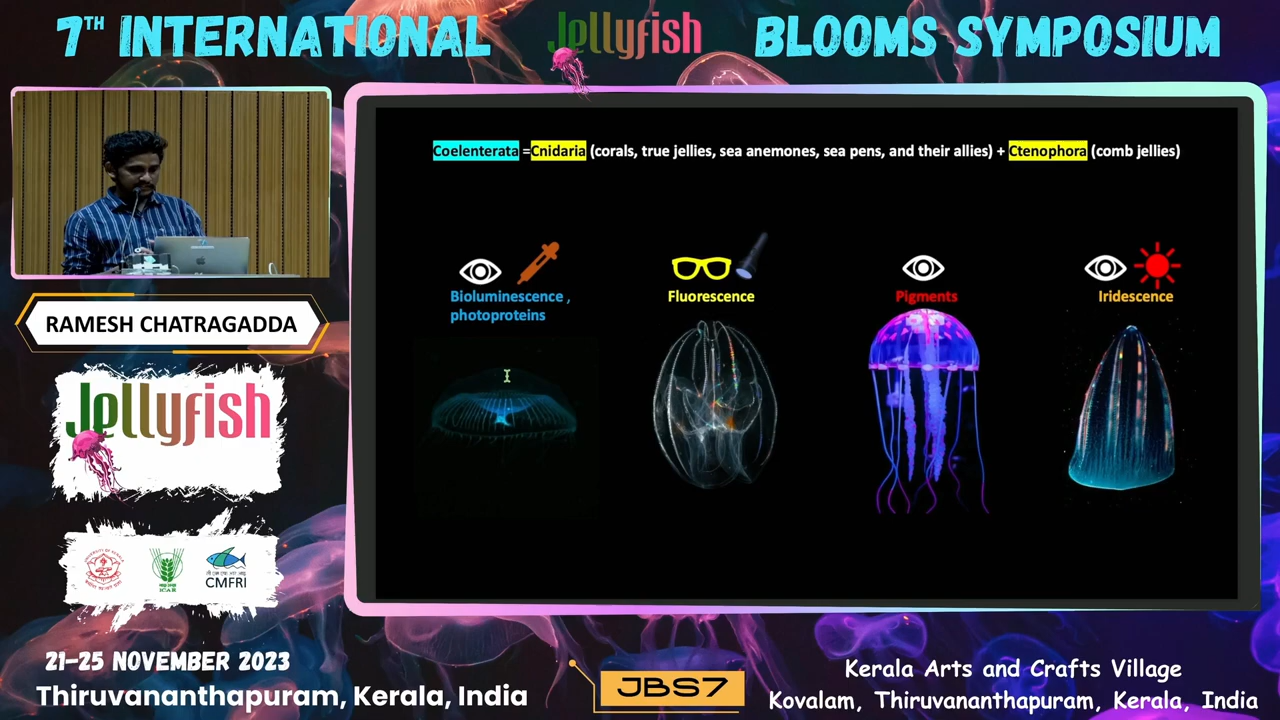 7TH INTERNATIONAL Jellyfish BLOOMS SYMPOSIUM
Coelenterata =Cnidaria (corals, true jellies, sea anemones, sea pens, and their allies) + Ctenophora (comb jellies)
Bioluminescence ,
photoproteins
Fluorescence
Pigments
Iridescence
RAMESH CHATRAGADDA
Jellyfish
ICAR
CMFRI
21-25 NOVEMBER 2023
Thiruvananthapuram, Kerala, India
JBS7
Kerala Arts and Crafts Village
Kovalam, Thiruvananthapuram, Kerala, India